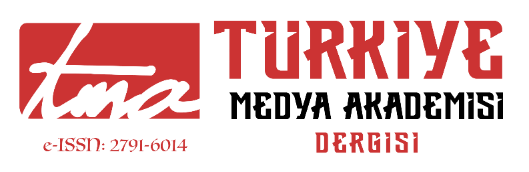 tma
e-ISSN: 2791-6014
TÜRKİYE
MEDYA AKADEMİSİ
DERGİSİ